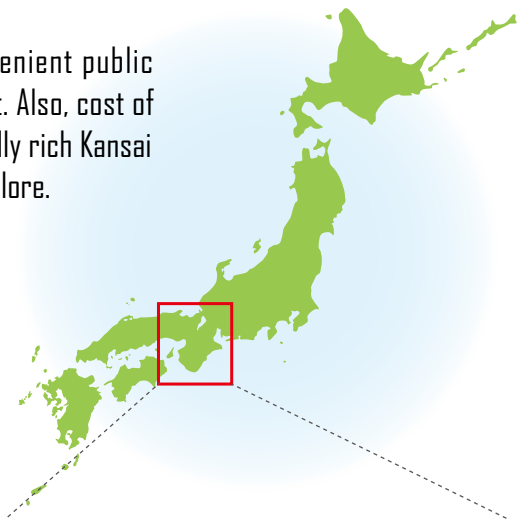 enient public
. Also, cost of
lly rich Kansai
lore.